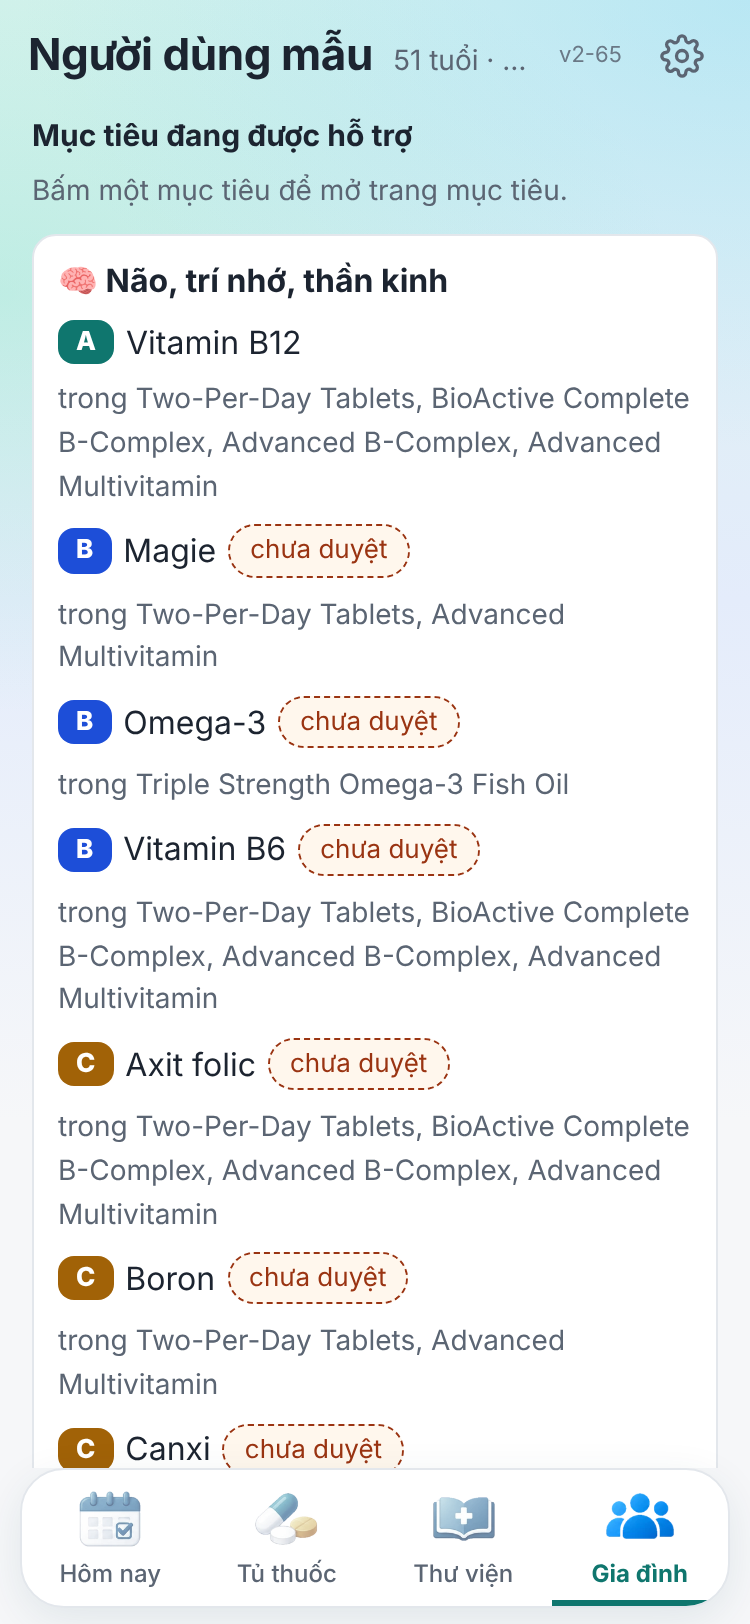 Người dùng mẫu 51 tuổi · ... v2-65
Mục tiêu đang được hỗ trợ
Bấm một mục tiêu để mở trang mục tiêu.
Não, trí nhớ, thần kinh
A Vitamin B12
trong Two-Per-Day Tablets, BioActive Complete
B-Complex, Advanced B-Complex, Advanced
Multivitamin
B Magie chưa duyệt
trong Two-Per-Day Tablets, Advanced
Multivitamin
B Omega-3 chưa duyệt
trong Triple Strength Omega-3 Fish Oil
B Vitamin B6 chưa duyệt
trong Two-Per-Day Tablets, BioActive Complete
B-Complex, Advanced B-Complex, Advanced
Multivitamin
C Axit folic chưa duyệt
trong Two-Per-Day Tablets, BioActive Complete
B-Complex, Advanced B-Complex, Advanced
Multivitamin
C Boron chưa duyệt
trong Two-Per-Day Tablets, Advanced
Multivitamin
C Canxi chưa duyệt
Hôm nay Tủ thuốc Thư viện Gia đình